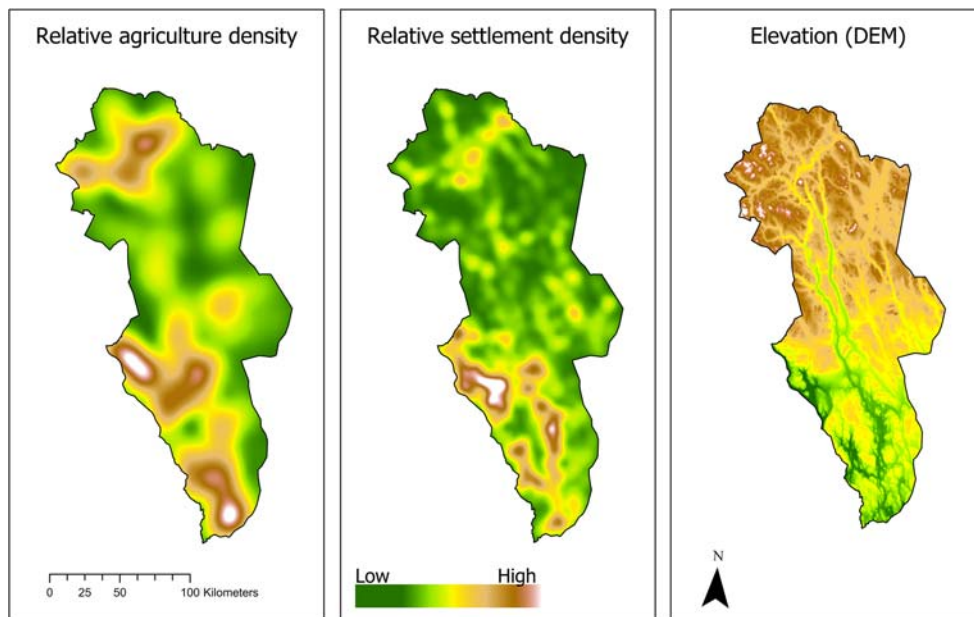 Relative agriculture density
Relative settlement density
Elevation (DEM)
0 25 50 100 Kilometers
Low High
N